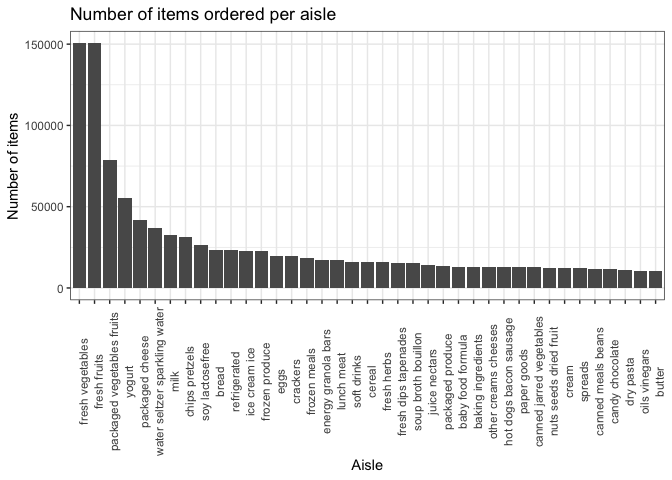 Number of items ordered per aisle
Number of items
150000
100000
50000
0
fresh vegetables
fresh fruits
packaged vegetables fruits
yogurt
packaged cheese
water seltzer sparkling water
milk
chips pretzels
soy lactosefree
bread
refrigerated
ice cream ice
frozen produce
eggs
crackers
frozen meals
energy granola bars
lunch meat
soft drinks
cereal
fresh herbs
fresh dips tapenades
soup broth bouillon
juice nectars
packaged produce
baby food formula
baking ingredients
other creams cheeses
hot dogs bacon sausage
paper goods
canned jarred vegetables
nuts seeds dried fruit
cream
spreads
canned meals beans
candy chocolate
dry pasta
oils vinegars
butter
Aisle